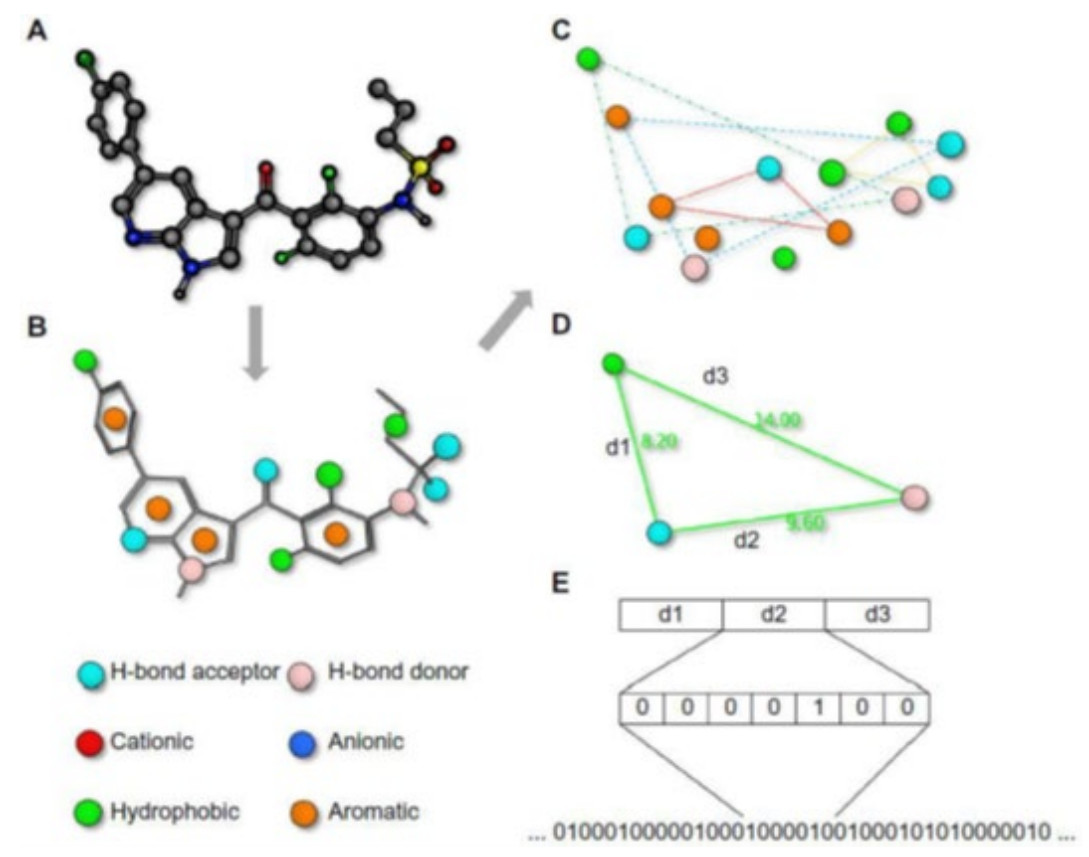 A
C
B
D
d3
14.00
d1 8.20
9.60
d2
E
d1 d2 d3
0 0 0 0 1 0 0
H-bond acceptor H-bond donor
Cationic Anionic
Hydrophobic Aromatic
... 010001000001000100001001000101010000010 ...